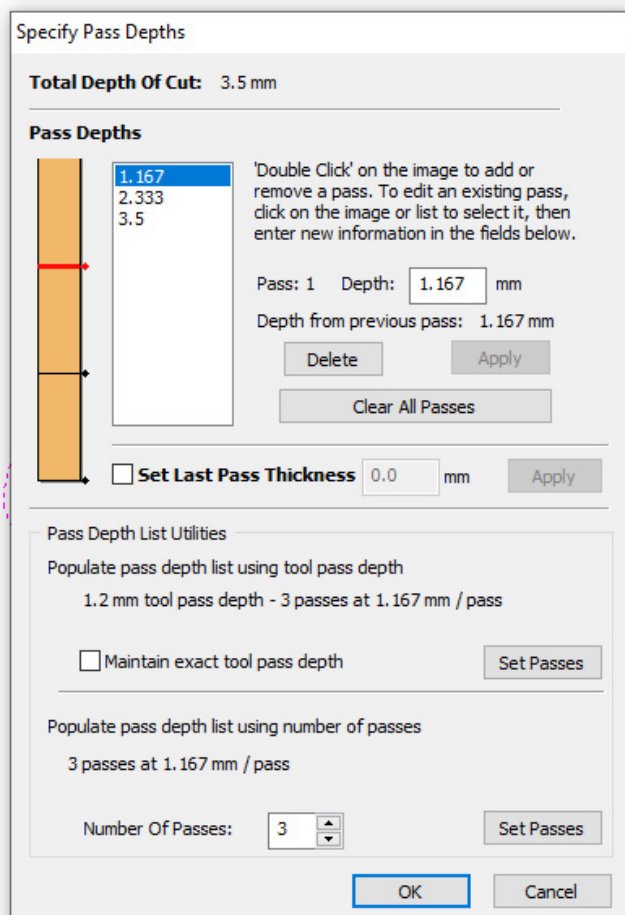 Specify Pass Depths
Total Depth Of Cut: 3.5 mm
Pass Depths
1.167
2.333
3.5
'Double Click' on the image to add or
remove a pass. To edit an existing pass,
click on the image or list to select it, then
enter new information in the fields below.
Pass: 1 Depth: 1.167 mm
Depth from previous pass: 1.167 mm
Delete Apply
Clear All Passes
Set Last Pass Thickness 0.0 mm Apply
Pass Depth List Utilities
Populate pass depth list using tool pass depth
1.2 mm tool pass depth - 3 passes at 1.167 mm / pass
Maintain exact tool pass depth Set Passes
Populate pass depth list using number of passes
3 passes at 1.167 mm / pass
Number Of Passes: 3 Set Passes
OK Cancel